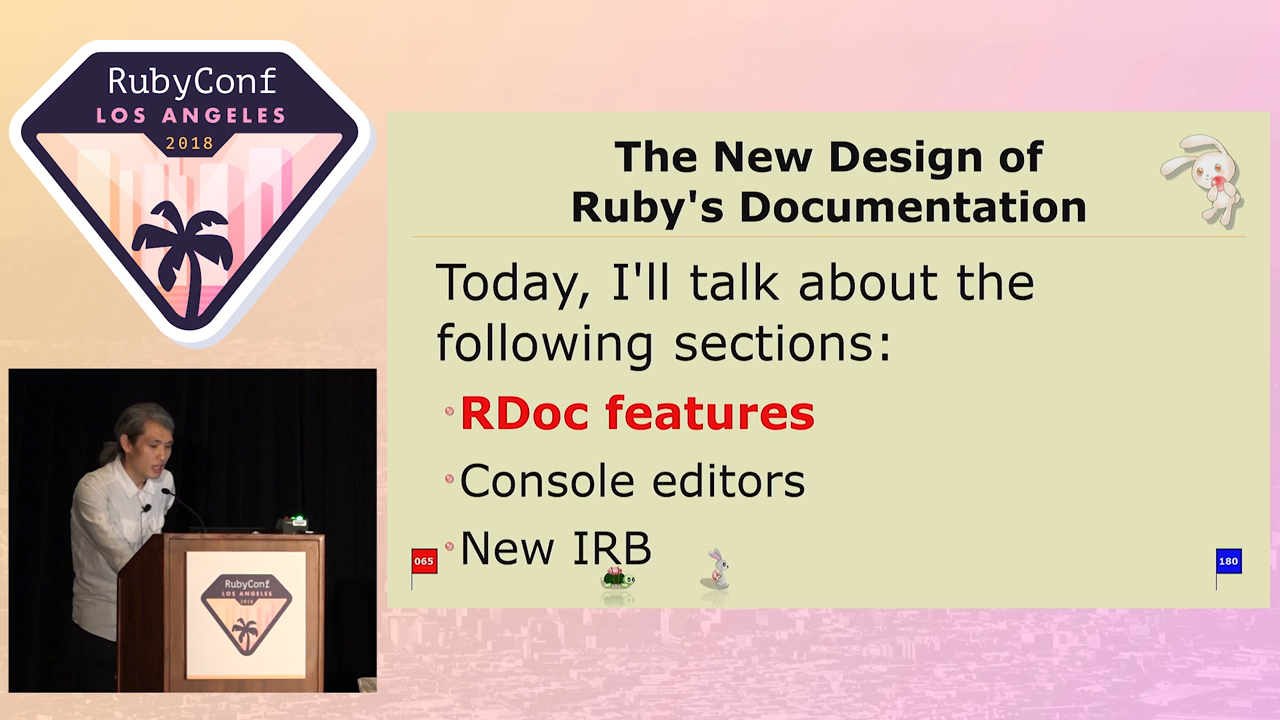 RubyConf
LOS ANGELES
2018
The New Design of
Ruby's Documentation
Today, I'll talk about the
following sections:
RDoc features
Console editors
New IRB
065
180
RubyConf
LOS ANGELES
2018